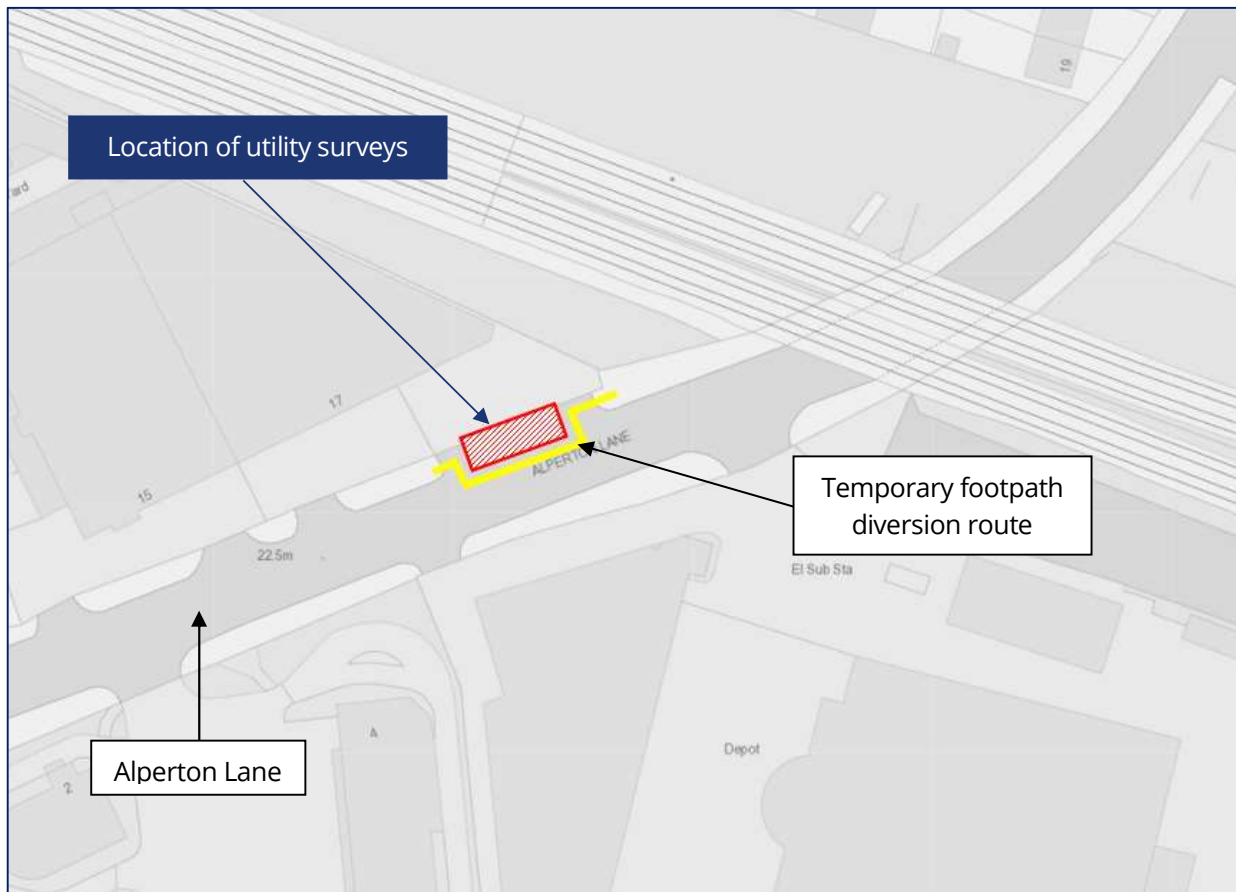 19
Location of utility surveys
17
ALPERTON LANE
15
Temporary footpath
diversion route
22.5m
El Sub Sta
4
Depot
Alperton Lane
2